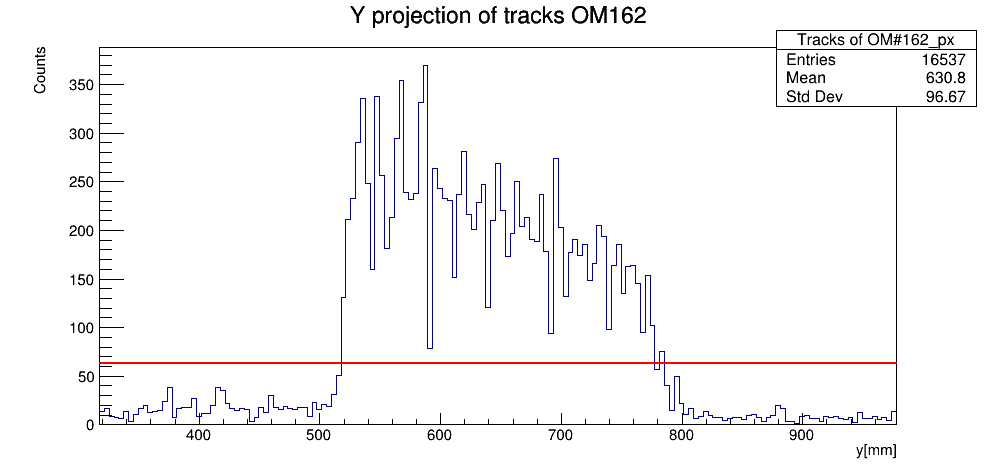 Y projection of tracks OM162
Tracks of OM#162_px
Entries 16537
Mean 630.8
Std Dev 96.67
Counts
350
300
250
200
150
100
50
0
400 500 600 700 800 900
y[mm]